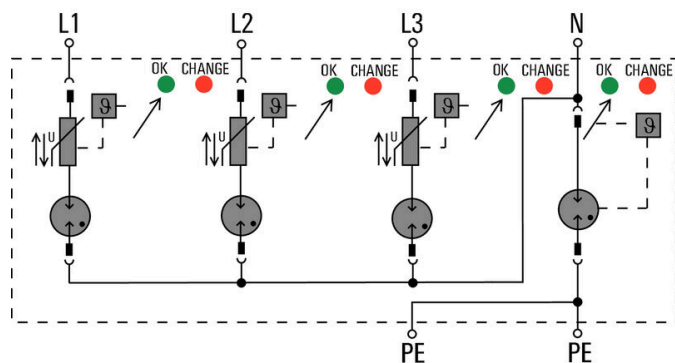 L1 L2 L3 N
OK CHANGE OK CHANGE OK CHANGE OK CHANGE
ϑ ϑ ϑ ϑ
U U U
PE PE